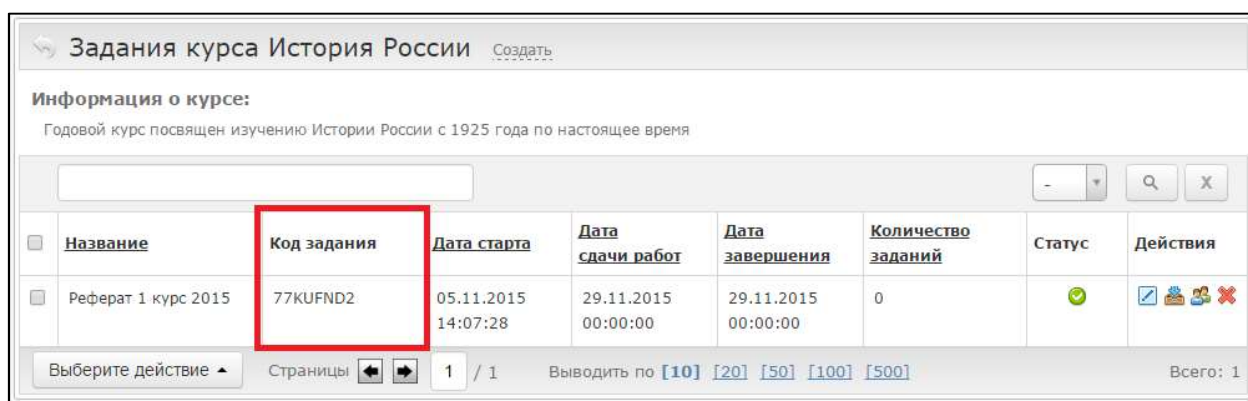 Задания курса История России Создать
Информация о курсе:
Годовой курс посвящен изучению Истории России с 1925 года по настоящее время
- X
Название Код задания Дата старта Дата сдачи работ Дата завершения Количество заданий Статус Действия
Реферат 1 курс 2015 77KUFND2 05.11.2015 14:07:28 29.11.2015 00:00:00 29.11.2015 00:00:00 0
Выберите действие Страницы 1 / 1 Выводить по [10] [20] [50] [100] [500] Всего: 1